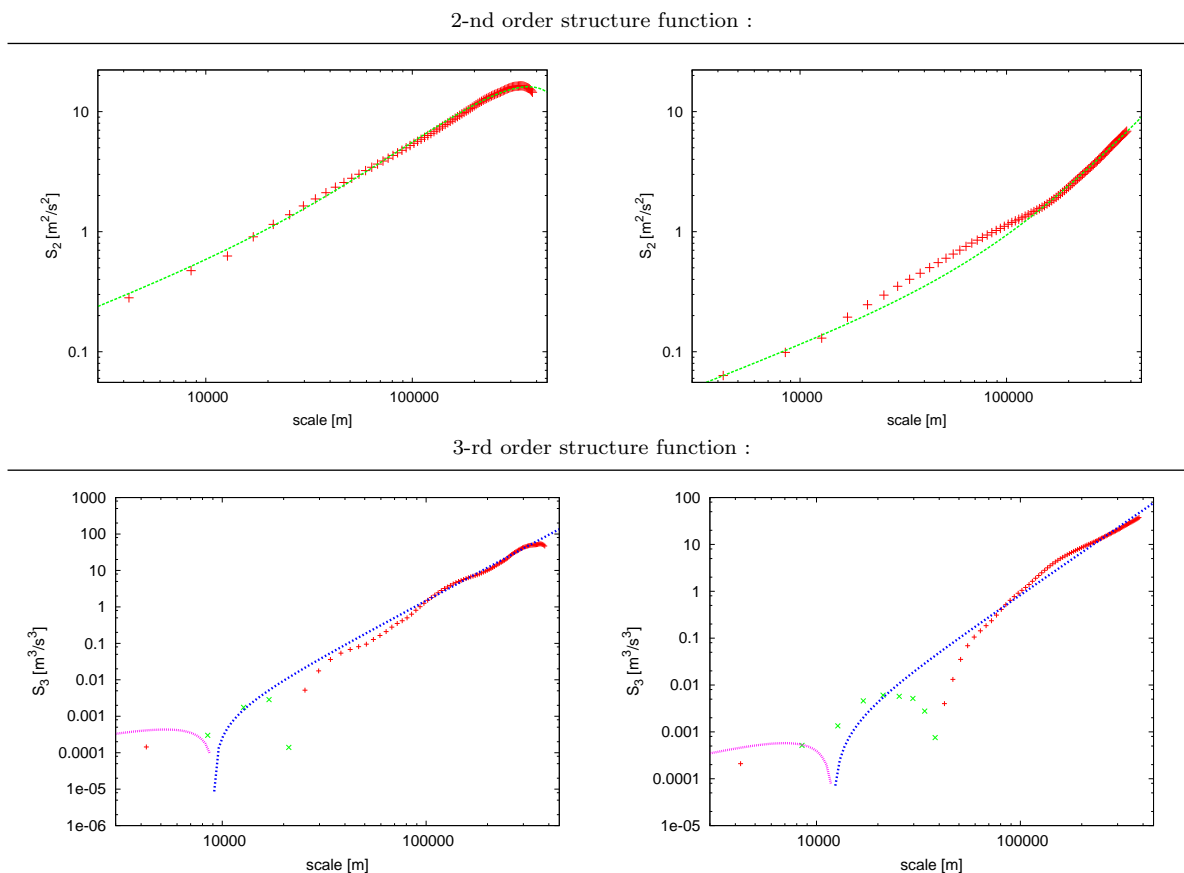 2-nd order structure function :
10
1
0.1
S2 [m2/s2]
10000 100000
scale [m]
10
1
0.1
S2 [m2/s2]
10000 100000
scale [m]
3-rd order structure function :
1000
100
10
1
0.1
0.01
0.001
0.0001
1e-05
1e-06
S3 [m3/s3]
10000 100000
scale [m]
100
10
1
0.1
0.01
0.001
0.0001
1e-05
S3 [m3/s3]
10000 100000
scale [m]